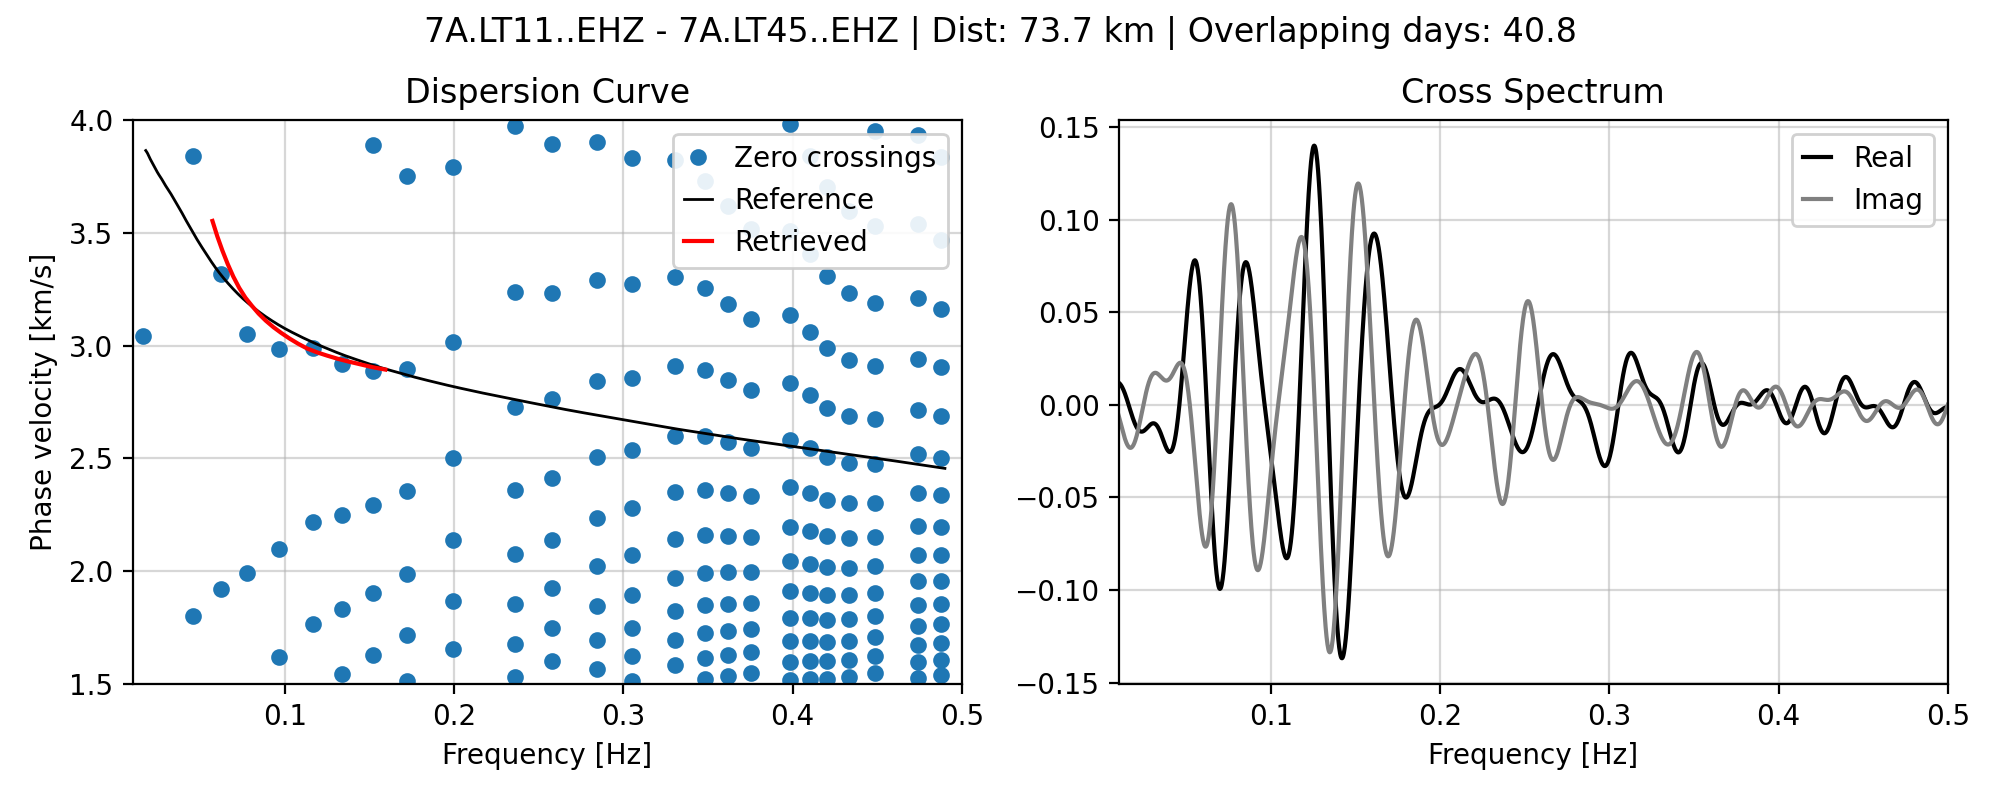 7A.LT11..EHZ - 7A.LT45..EHZ | Dist: 73.7 km | Overlapping days: 40.8
Dispersion Curve
Phase velocity [km/s]
4.0
3.5
3.0
2.5
2.0
1.5
0.1 0.2 0.3 0.4 0.5
Frequency [Hz]
Zero crossings
Reference
Retrieved
Cross Spectrum
0.15
0.10
0.05
0.00
−0.05
−0.10
−0.15
0.1 0.2 0.3 0.4 0.5
Frequency [Hz]
Real
Imag